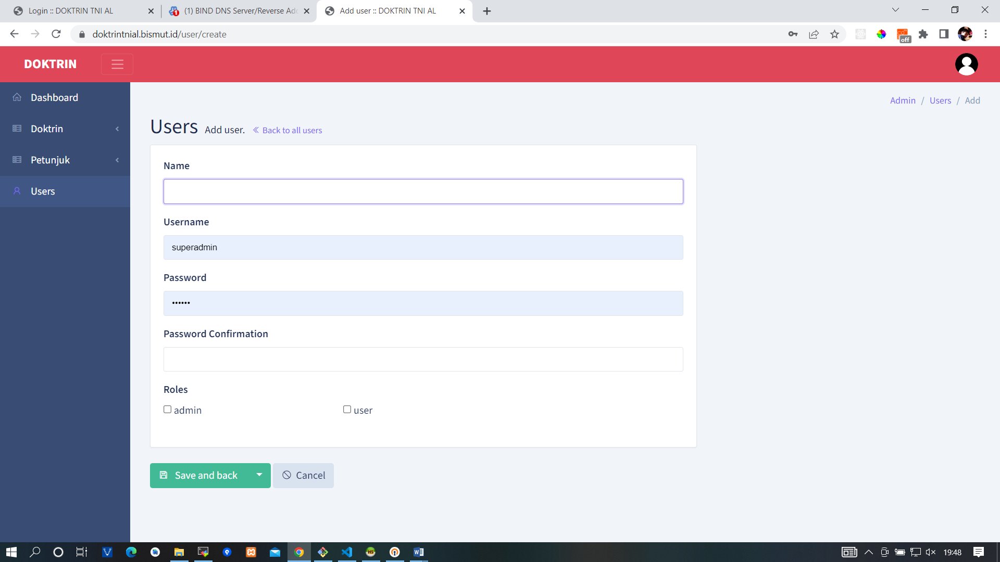 Login :: DOKTRIN TNI AL
(1) BIND DNS Server/Reverse Ad
Add user :: DOKTRIN TNI AL
doktrintnial.bismut.id/user/create
off
DOKTRIN
Dashboard
Doktrin
Petunjuk
Users
Admin / Users / Add
Users Add user. « Back to all users
Name
Username
superadmin
Password
••••••
Password Confirmation
Roles
admin
user
Save and back
Cancel
19:48